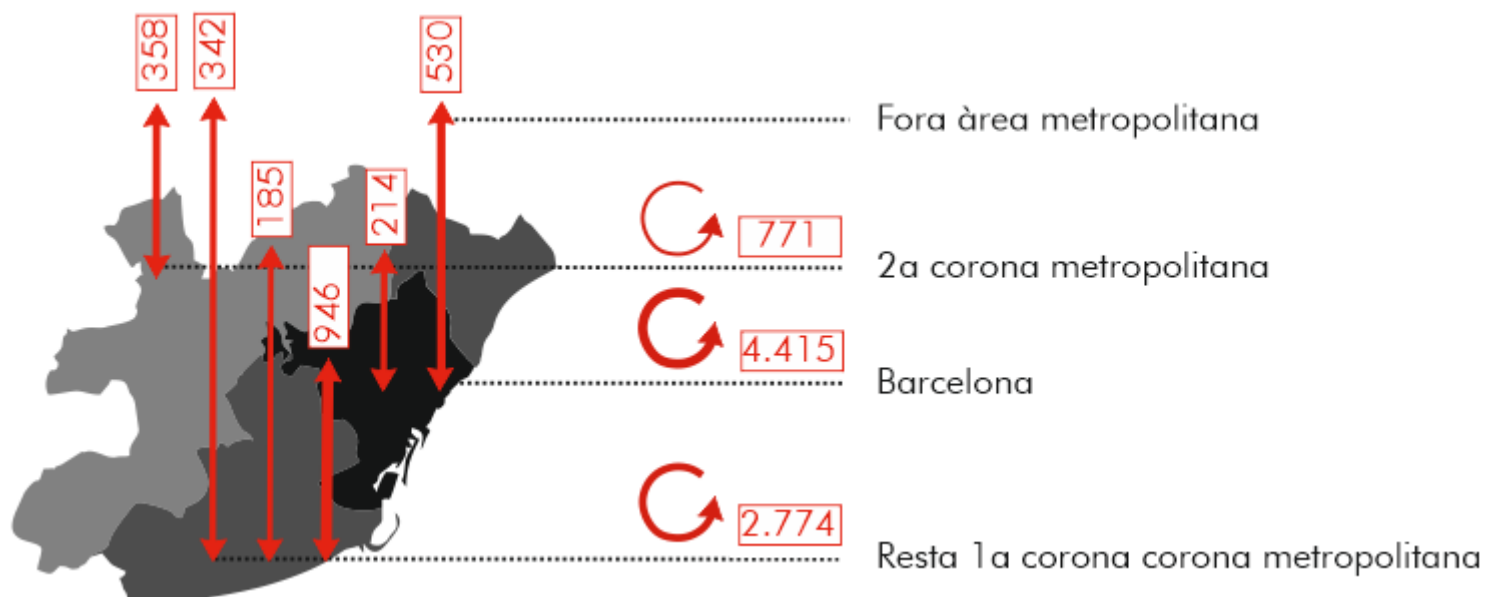 358
342
530
Fora àrea metropolitana
185
214
771
2a corona metropolitana
946
4.415
Barcelona
2.774
Resta 1a corona corona metropolitana